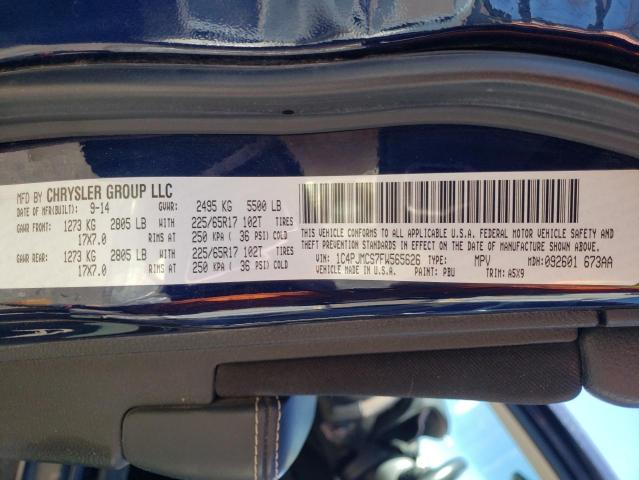 MFD BY CHRYSLER GROUP LLC
DATE OF MFR(BUILT): 9-14 GVWR: 2495 KG 5500 LB
GAWR FRONT: 1273 KG 2805 LB WITH 225/65R17 102T TIRES
17X7.0 RIMS AT 250 KPA ( 36 PSI) COLD
GAWR REAR: 1273 KG 2805 LB WITH 225/65R17 102T TIRES
17X7.0 RIMS AT 250 KPA ( 36 PSI) COLD
THIS VEHICLE CONFORMS TO ALL APPLICABLE U.S.A. FEDERAL MOTOR VEHICLE SAFETY AND
THEFT PREVENTION STANDARDS IN EFFECT ON THE DATE OF MANUFACTURE SHOWN ABOVE.
VIN: 1C4PJMCS7FW565626 TYPE: MPV MDH: 092601 673AA
PAINT: PBU TRIM: A5X9